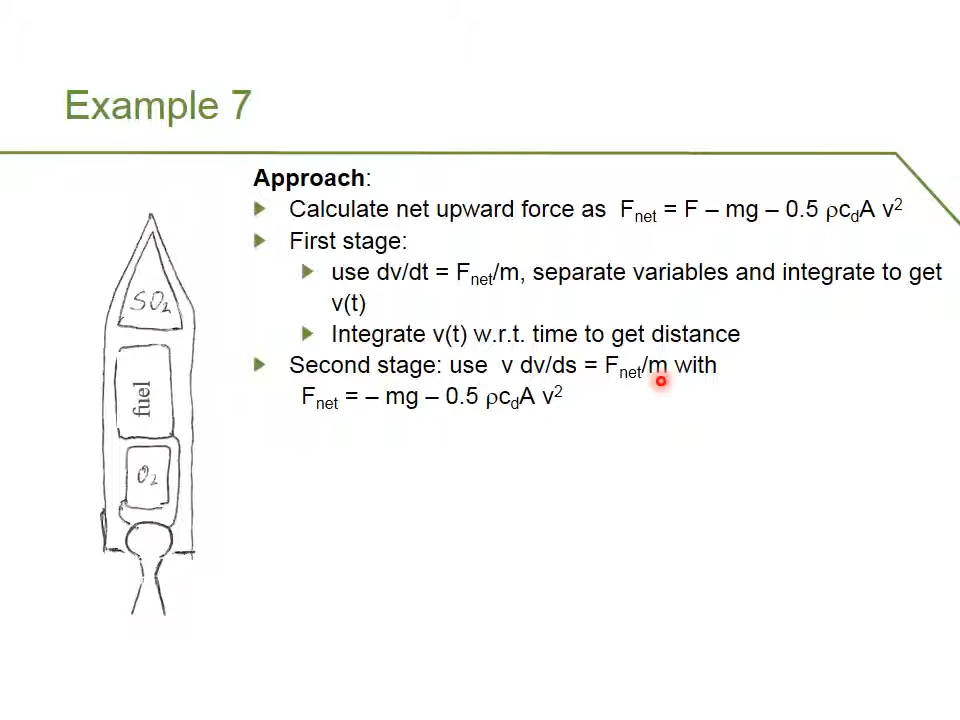 Example 7
Approach:
Calculate net upward force as F_net = F – mg – 0.5 ρc_dA v²
First stage:
use dv/dt = F_net/m, separate variables and integrate to get
v(t)
Integrate v(t) w.r.t. time to get distance
Second stage: use v dv/ds = F_net/m with
F_net = – mg – 0.5 ρc_dA v²
SO₂
fuel
O₂